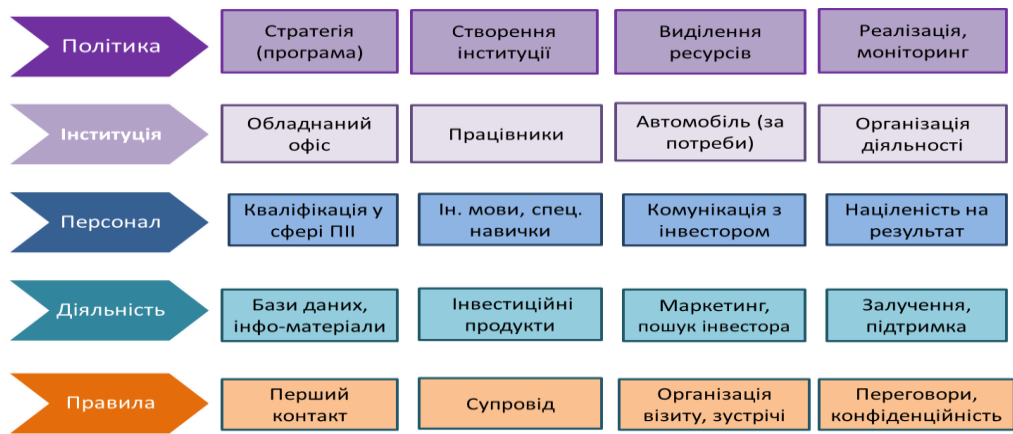 Політика
Стратегія
(програма)
Створення
інституції
Виділення
ресурсів
Реалізація,
моніторинг
Інституція
Обладнаний
офіс
Працівники
Автомобіль (за
потреби)
Організація
діяльності
Персонал
Кваліфікація у
сфері ПІІ
Ін. мови, спец.
навички
Комунікація з
інвестором
Націленість на
результат
Діяльність
Бази даних,
інфо-матеріали
Інвестиційні
продукти
Маркетинг,
пошук інвестора
Залучення,
підтримка
Правила
Перший
контакт
Супровід
Організація
візиту, зустрічі
Переговори,
конфіденційність